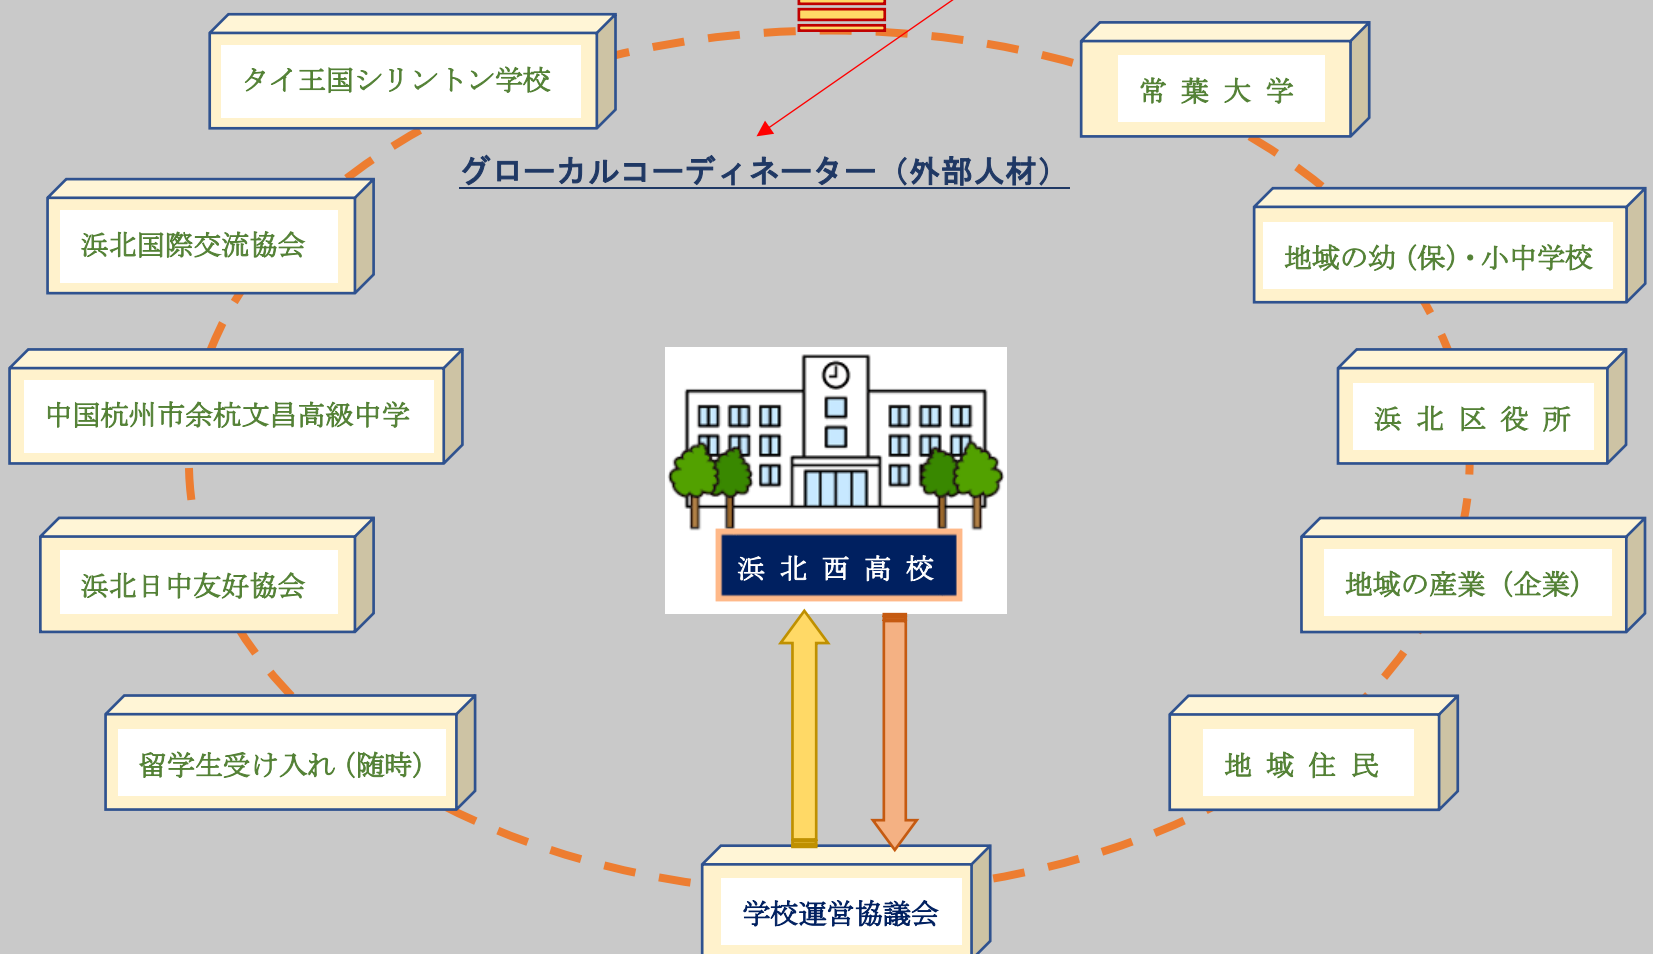 タイ王国シリントン学校
常葉大学
グローカルコーディネーター（外部人材）
浜北国際交流協会
地域の幼（保）・小中学校
中国杭州市余杭文昌高級中学
浜北区役所
浜北西高校
浜北日中友好協会
地域の産業（企業）
留学生受け入れ（随時）
地域住民
学校運営協議会